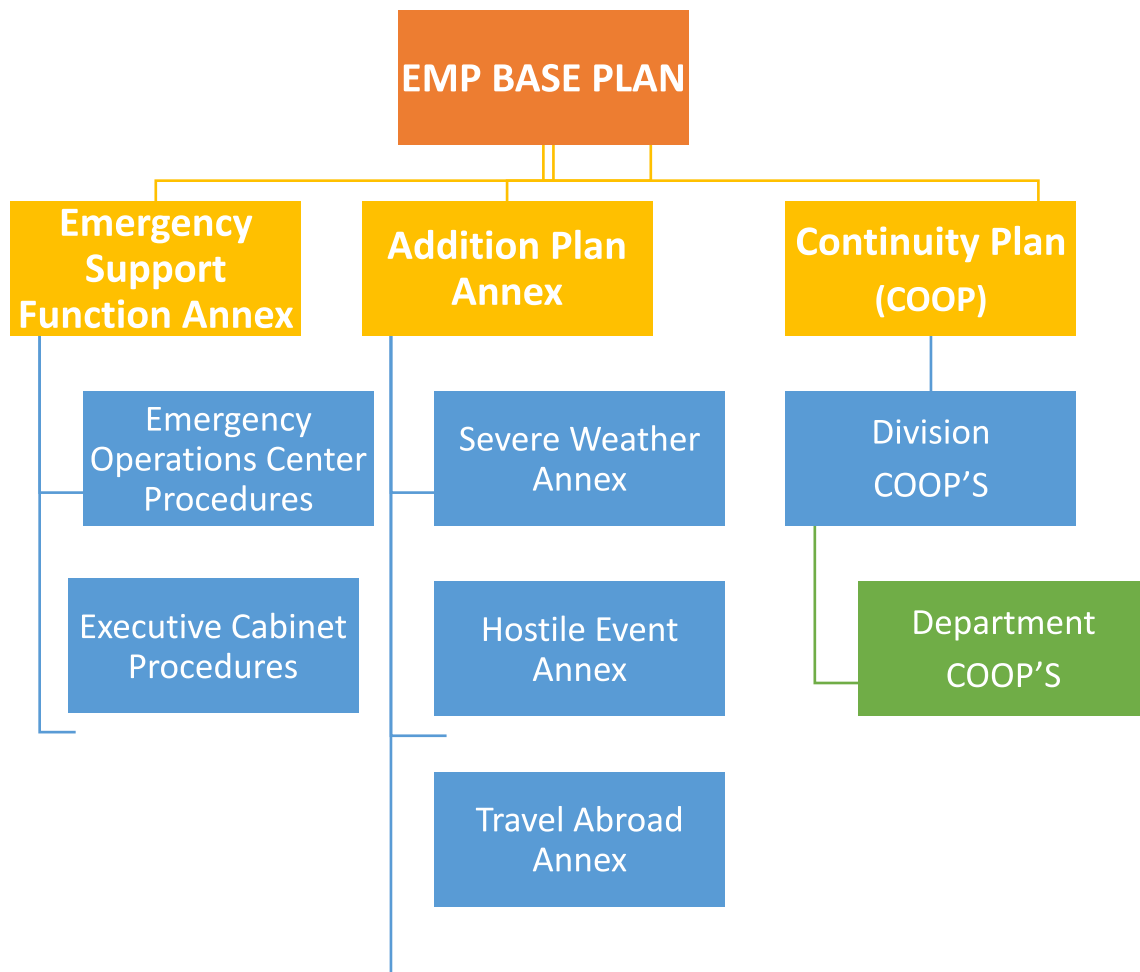 EMP BASE PLAN
Emergency
Support
Function Annex
Addition Plan
Annex
Continuity Plan
(COOP)
Emergency
Operations Center
Procedures
Severe Weather
Annex
Division
COOP’S
Executive Cabinet
Procedures
Hostile Event
Annex
Department
COOP’S
Travel Abroad
Annex